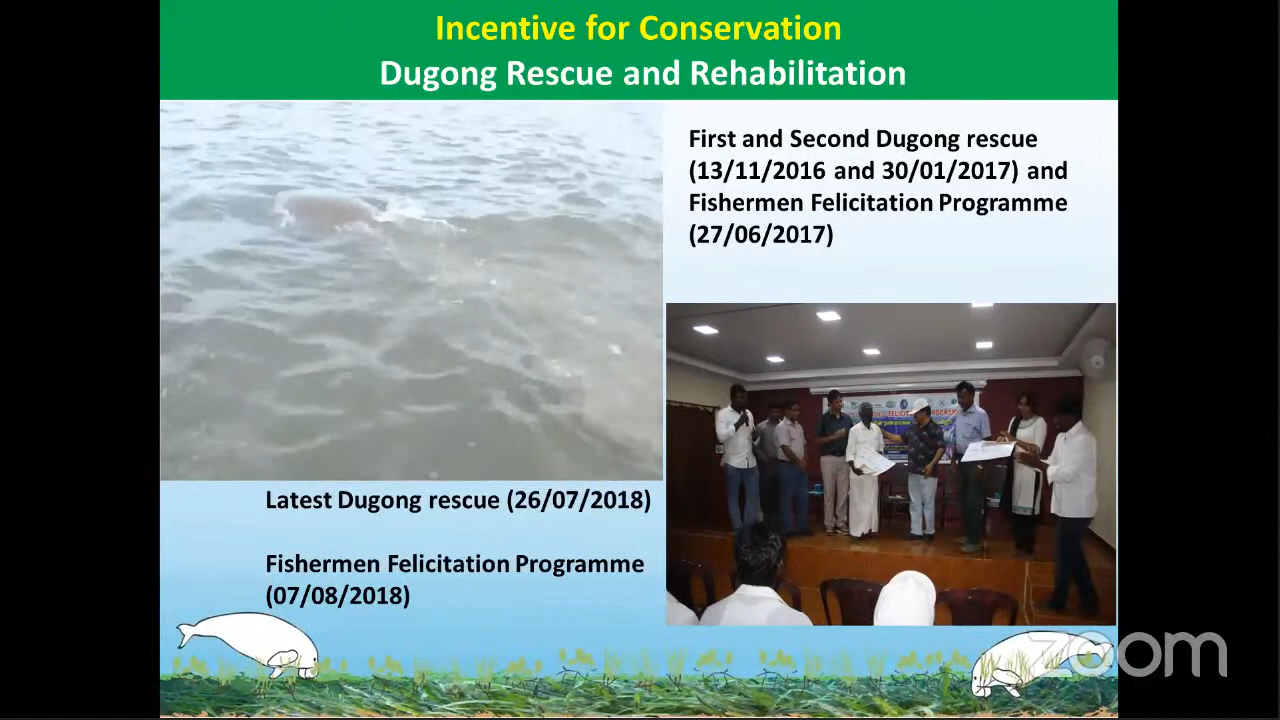 Incentive for Conservation
Dugong Rescue and Rehabilitation
First and Second Dugong rescue
(13/11/2016 and 30/01/2017) and
Fishermen Felicitation Programme
(27/06/2017)
Latest Dugong rescue (26/07/2018)
Fishermen Felicitation Programme
(07/08/2018)
zoom